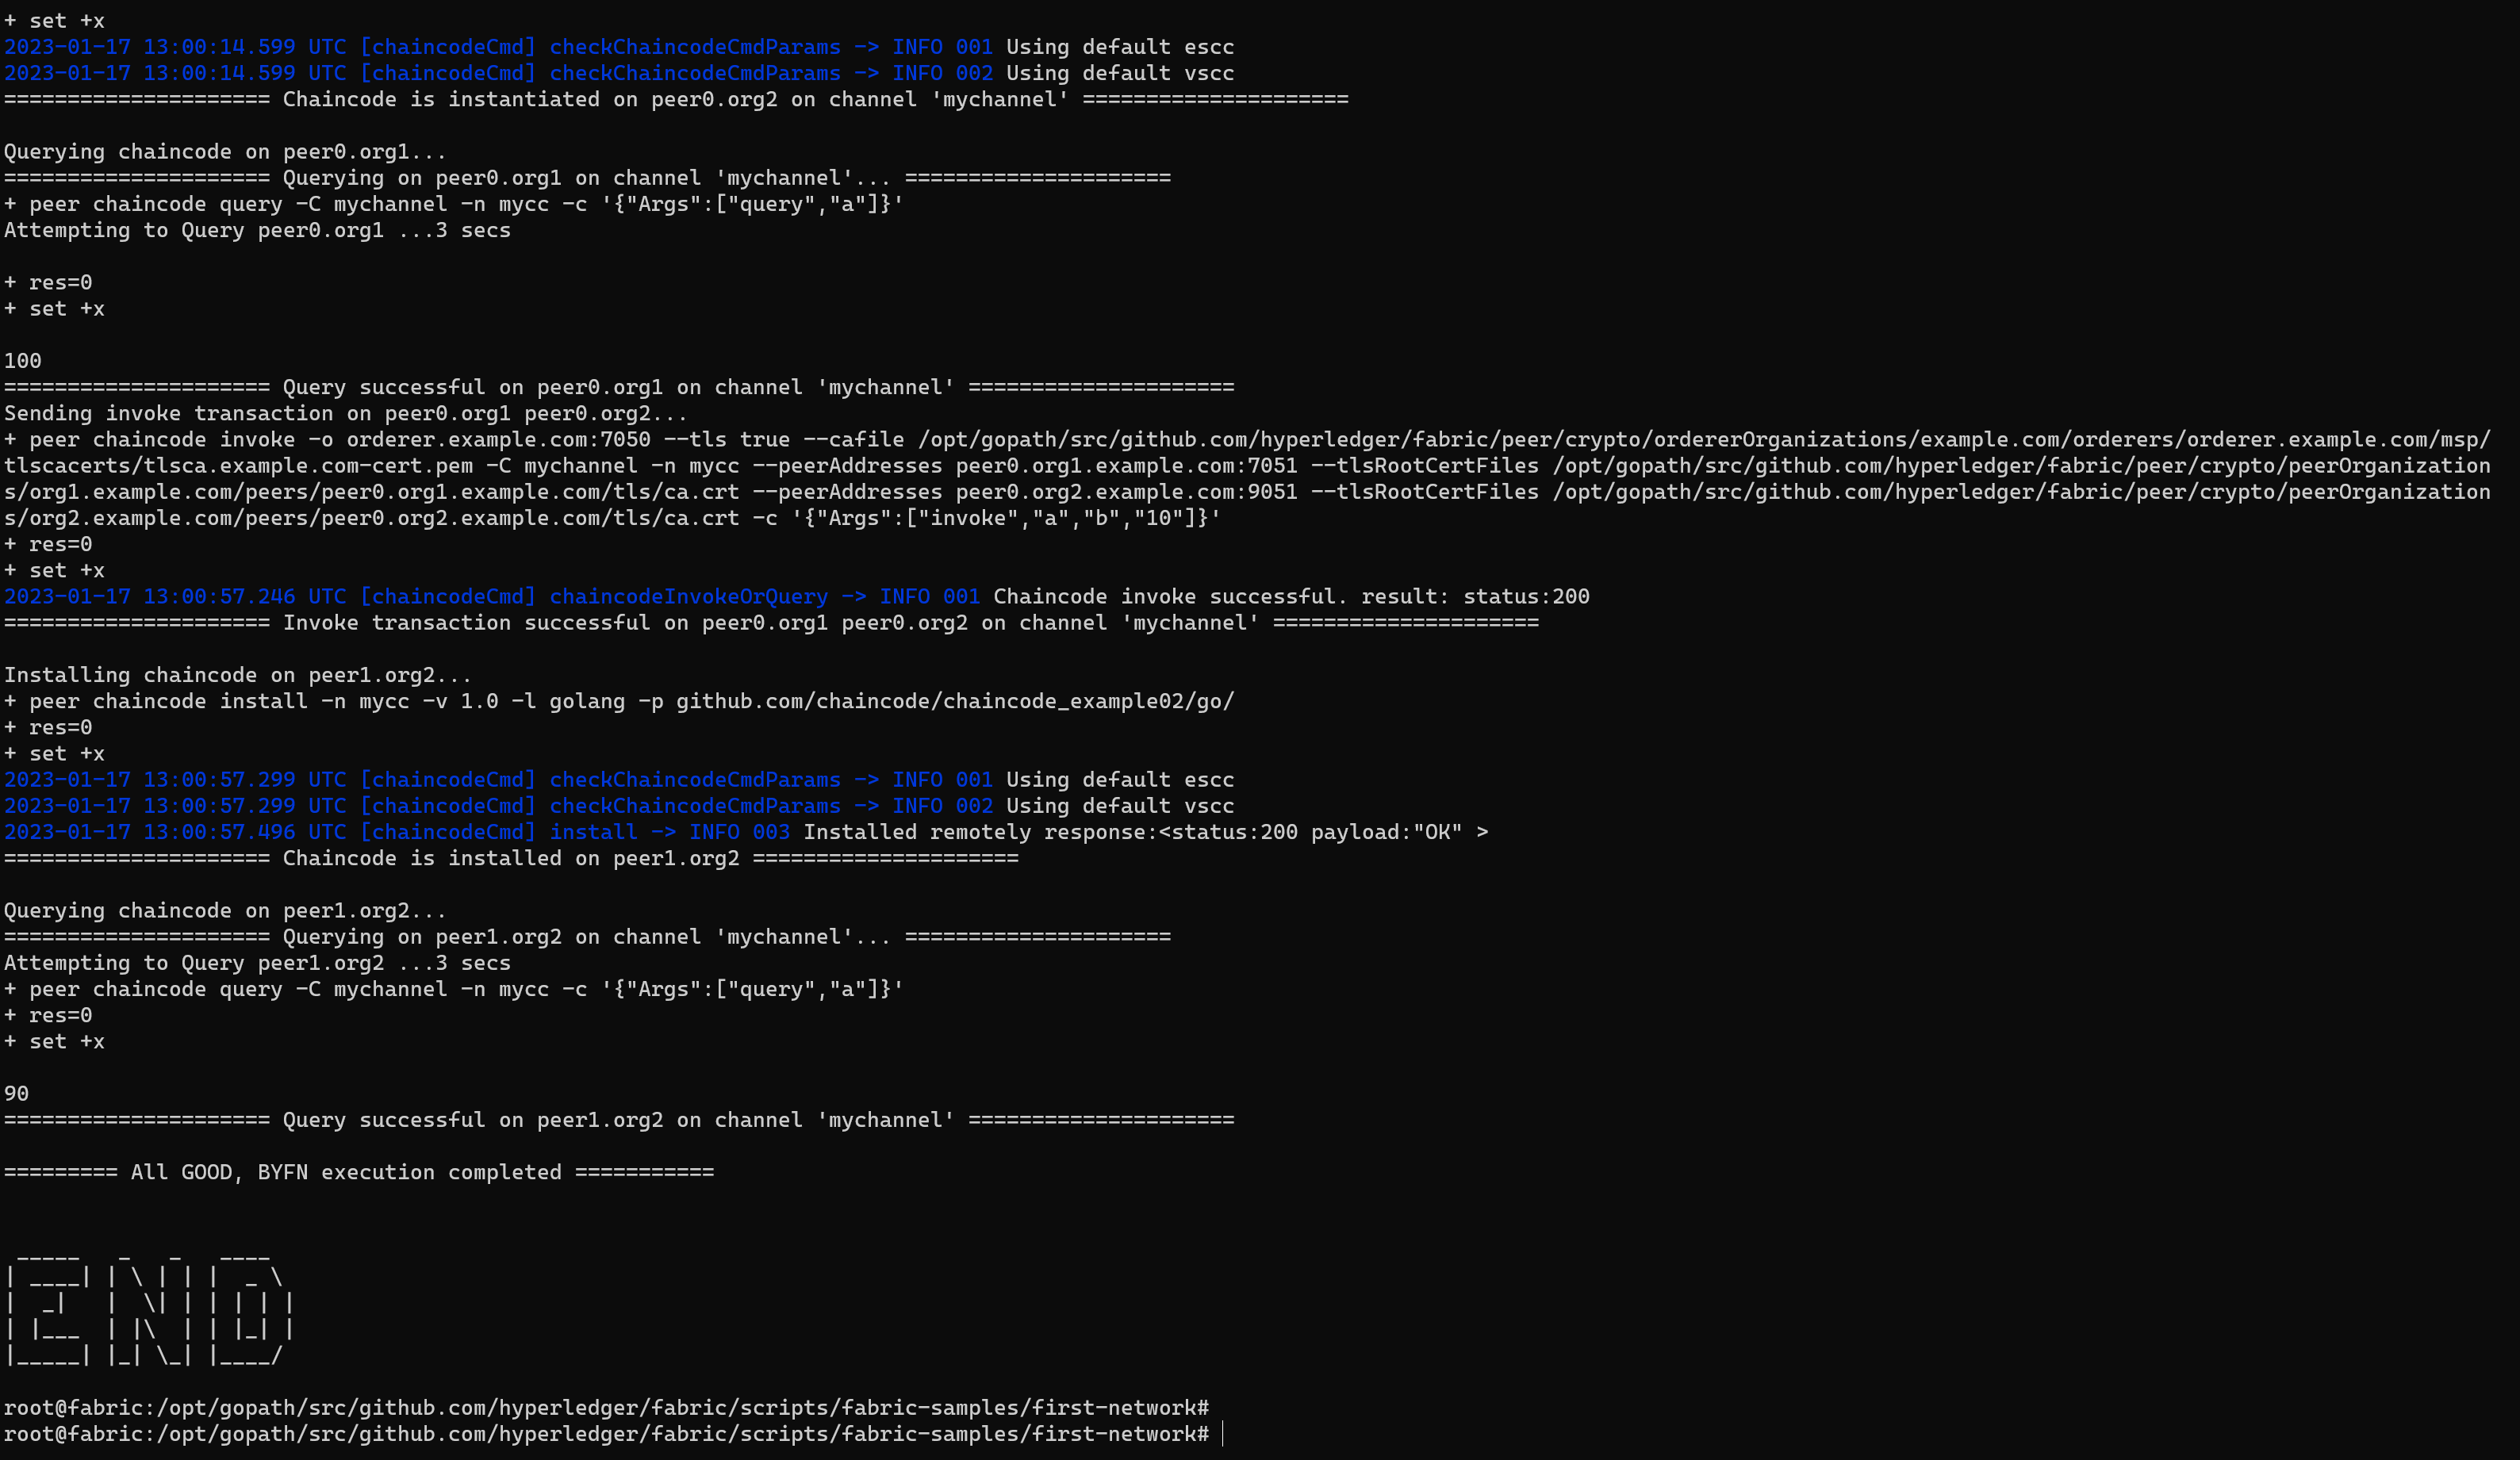 + set +x
2023-01-17 13:00:14.599 UTC [chaincodeCmd] checkChaincodeCmdParams -> INFO 001 Using default escc
2023-01-17 13:00:14.599 UTC [chaincodeCmd] checkChaincodeCmdParams -> INFO 002 Using default vscc
===================== Chaincode is instantiated on peer0.org2 on channel 'mychannel' =====================

Querying chaincode on peer0.org1...
===================== Querying on peer0.org1 on channel 'mychannel'... =====================
+ peer chaincode query -C mychannel -n mycc -c '{"Args":["query","a"]}'
Attempting to Query peer0.org1 ...3 secs

+ res=0
+ set +x

100
===================== Query successful on peer0.org1 on channel 'mychannel' =====================
Sending invoke transaction on peer0.org1 peer0.org2...
+ peer chaincode invoke -o orderer.example.com:7050 --tls true --cafile /opt/gopath/src/github.com/hyperledger/fabric/peer/crypto/ordererOrganizations/example.com/orderers/orderer.example.com/msp/
tlscacerts/tlsca.example.com-cert.pem -C mychannel -n mycc --peerAddresses peer0.org1.example.com:7051 --tlsRootCertFiles /opt/gopath/src/github.com/hyperledger/fabric/peer/crypto/peerOrganization
s/org1.example.com/peers/peer0.org1.example.com/tls/ca.crt --peerAddresses peer0.org2.example.com:9051 --tlsRootCertFiles /opt/gopath/src/github.com/hyperledger/fabric/peer/crypto/peerOrganization
s/org2.example.com/peers/peer0.org2.example.com/tls/ca.crt -c '{"Args":["invoke","a","b","10"]}'
+ res=0
+ set +x
2023-01-17 13:00:57.246 UTC [chaincodeCmd] chaincodeInvokeOrQuery -> INFO 001 Chaincode invoke successful. result: status:200
===================== Invoke transaction successful on peer0.org1 peer0.org2 on channel 'mychannel' =====================

Installing chaincode on peer1.org2...
+ peer chaincode install -n mycc -v 1.0 -l golang -p github.com/chaincode/chaincode_example02/go/
+ res=0
+ set +x
2023-01-17 13:00:57.299 UTC [chaincodeCmd] checkChaincodeCmdParams -> INFO 001 Using default escc
2023-01-17 13:00:57.299 UTC [chaincodeCmd] checkChaincodeCmdParams -> INFO 002 Using default vscc
2023-01-17 13:00:57.496 UTC [chaincodeCmd] install -> INFO 003 Installed remotely response:<status:200 payload:"OK" >
===================== Chaincode is installed on peer1.org2 =====================

Querying chaincode on peer1.org2...
===================== Querying on peer1.org2 on channel 'mychannel'... =====================
Attempting to Query peer1.org2 ...3 secs
+ peer chaincode query -C mychannel -n mycc -c '{"Args":["query","a"]}'
+ res=0
+ set +x

90
===================== Query successful on peer1.org2 on channel 'mychannel' =====================

========= All GOOD, BYFN execution completed ===========


 _____   _   _   ____
| ____| | \ | | |  _ \
|  _|   |  \| | | | | |
| |___  | |\  | | |_| |
|_____| |_| \_| |____/

root@fabric:/opt/gopath/src/github.com/hyperledger/fabric/scripts/fabric-samples/first-network#
root@fabric:/opt/gopath/src/github.com/hyperledger/fabric/scripts/fabric-samples/first-network#